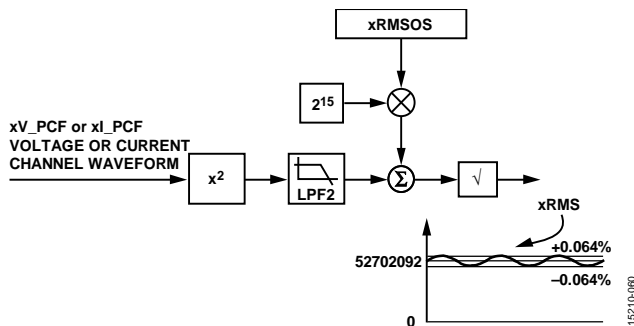 xRMSOS
2¹⁵
xV_PCF or xI_PCF
VOLTAGE OR CURRENT
CHANNEL WAVEFORM
x²
LPF2
Σ
√
xRMS
+0.064%
52702092
–0.064%
0
15210-060